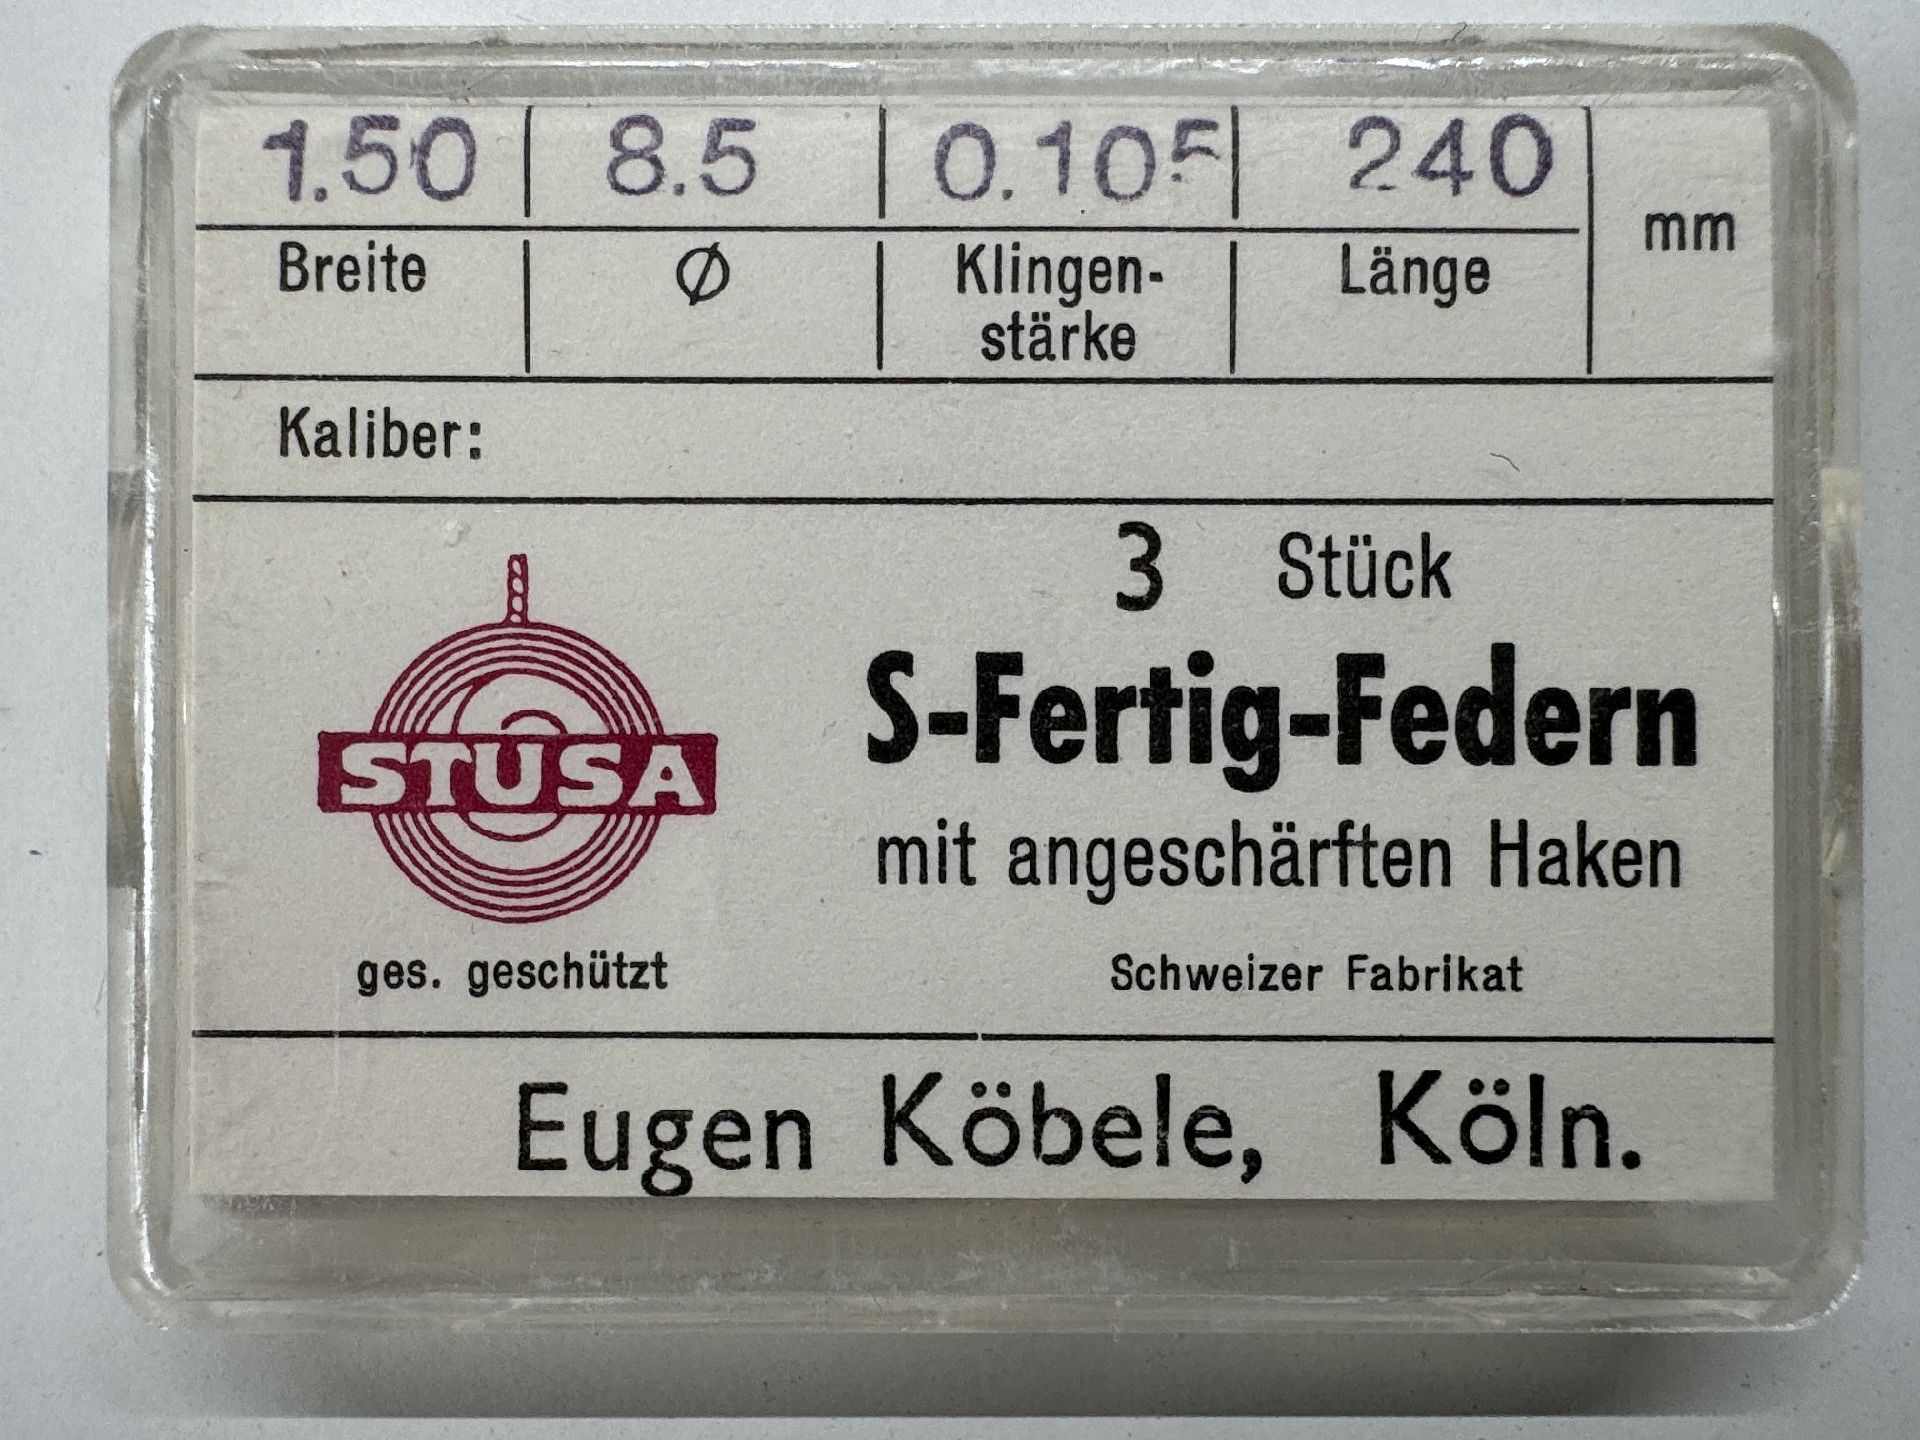 1.50 8.5 0.105 240
mm
Breite Ø Klingen- Länge
stärke
Kaliber:
3 Stück
S-Fertig-Federn
STUSA
mit angeschärften Haken
ges. geschützt Schweizer Fabrikat
Eugen Köbele, Köln.